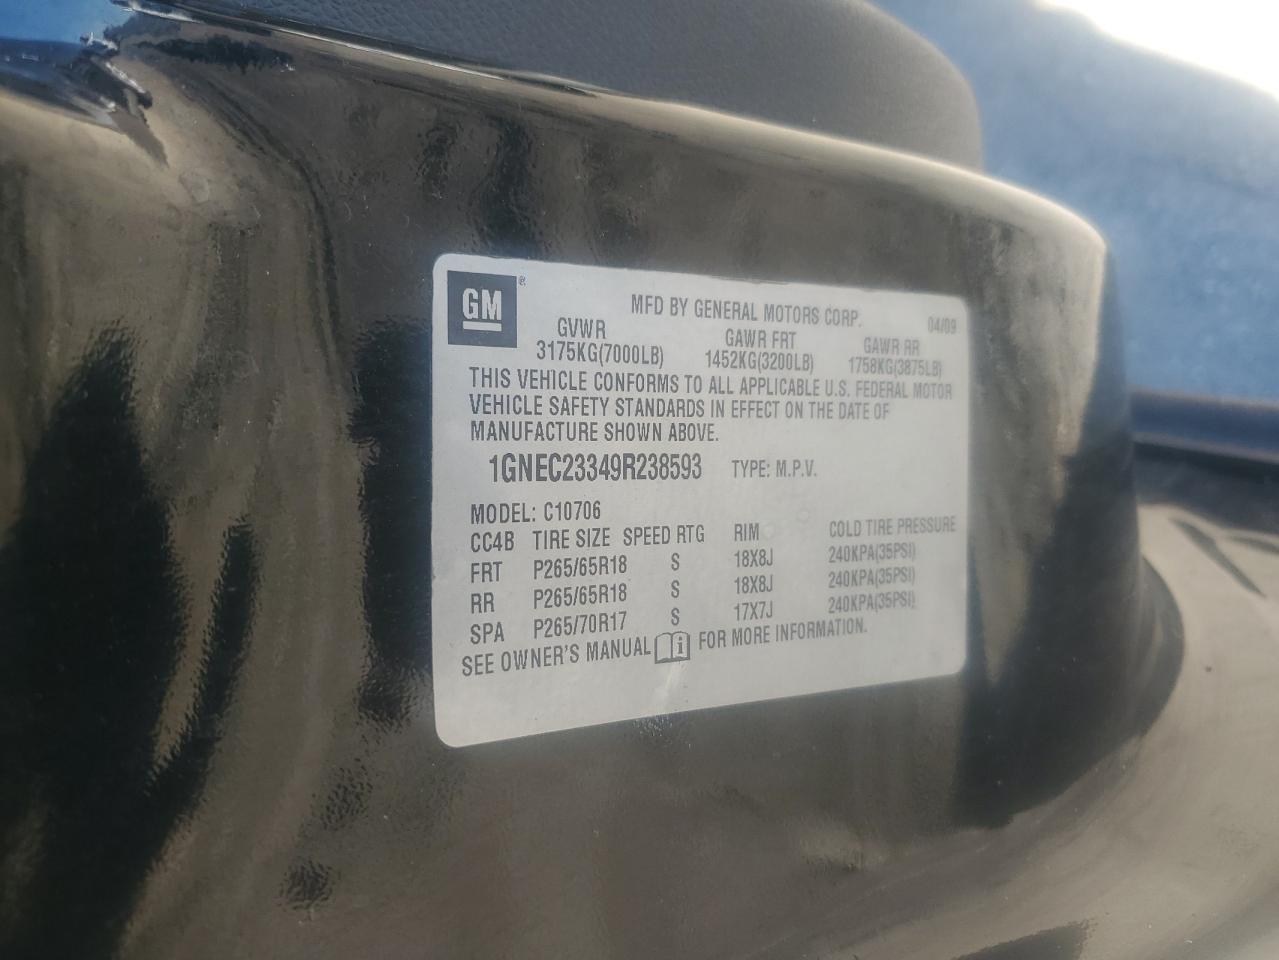 GM®
MFD BY GENERAL MOTORS CORP. 04/09
GVWR GAWR FRT GAWR RR
3175KG(7000LB) 1452KG(3200LB) 1758KG(3875LB)
THIS VEHICLE CONFORMS TO ALL APPLICABLE U.S. FEDERAL MOTOR
VEHICLE SAFETY STANDARDS IN EFFECT ON THE DATE OF
MANUFACTURE SHOWN ABOVE.
1GNEC23349R238593 TYPE: M.P.V.
MODEL: C10706
CC4B TIRE SIZE SPEED RTG RIM COLD TIRE PRESSURE
FRT P265/65R18 S 18X8J 240KPA(35PSI)
RR P265/65R18 S 18X8J 240KPA(35PSI)
SPA P265/70R17 S 17X7J 240KPA(35PSI)
SEE OWNER'S MANUAL i FOR MORE INFORMATION.